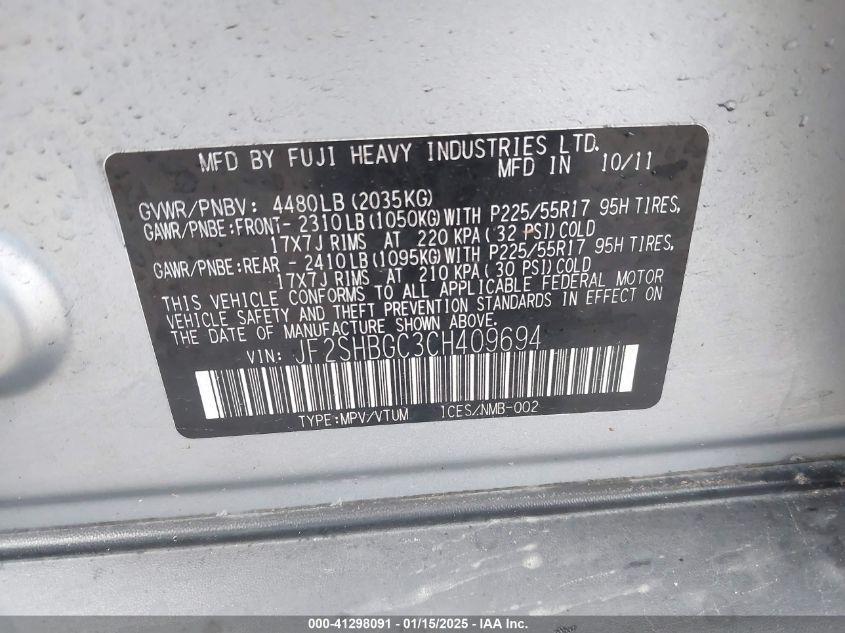 MFD BY FUJI HEAVY INDUSTRIES LTD.
MFD IN 10/11
GVWR/PNBV: 4480LB(2035KG)
GAWR/PNBE:FRONT- 2310LB(1050KG)WITH P225/55R17 95H TIRES,
17X7J RIMS AT 220 KPA(32 PSI)COLD
GAWR/PNBE:REAR - 2410LB(1095KG)WITH P225/55R17 95H TIRES,
17X7J RIMS AT 210 KPA(30 PSI)COLD
THIS VEHICLE CONFORMS TO ALL APPLICABLE FEDERAL MOTOR
VEHICLE SAFETY AND THEFT PREVENTION STANDARDS IN EFFECT ON
THE DATE OF MANUFACTURE SHOWN ABOVE.
VIN: JF2SHBGC3CH409694
TYPE:MPV/VTUM ICES/NMB-002
000-41298091 - 01/15/2025 - IAA Inc.